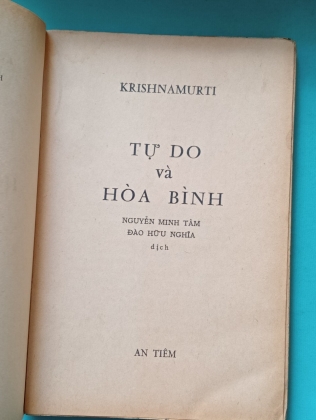 KRISHNAMURTI
TỰ DO
và
HÒA BÌNH
NGUYỄN MINH TÂM
ĐÀO HỮU NGHĨA
dịch
AN TIÊM